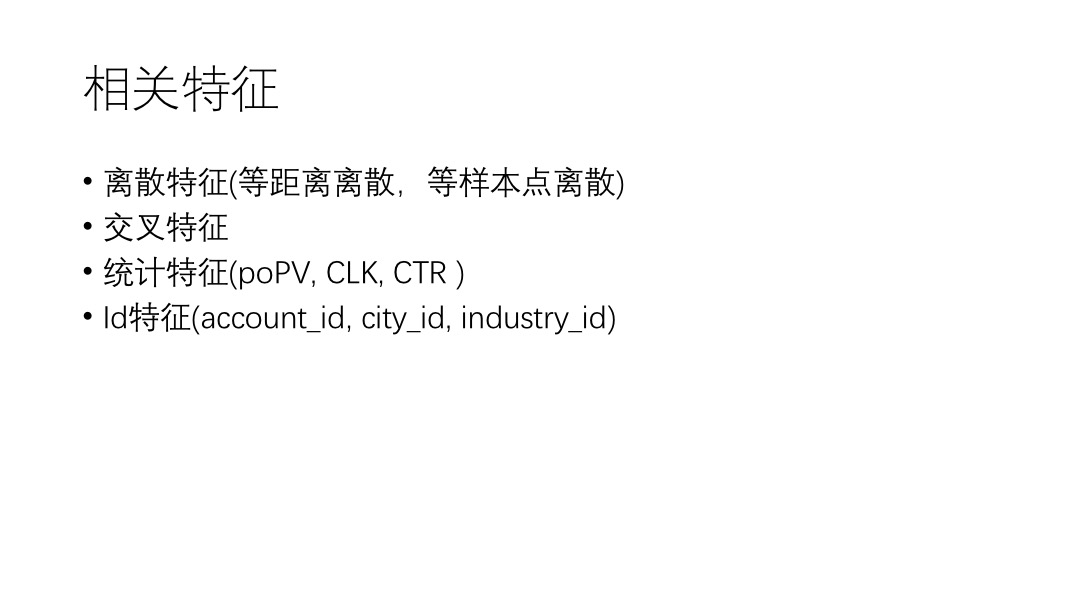 相关特征
• 离散特征(等距离离散，等样本点离散)
• 交叉特征
• 统计特征(poPV, CLK, CTR )
• Id特征(account_id, city_id, industry_id)